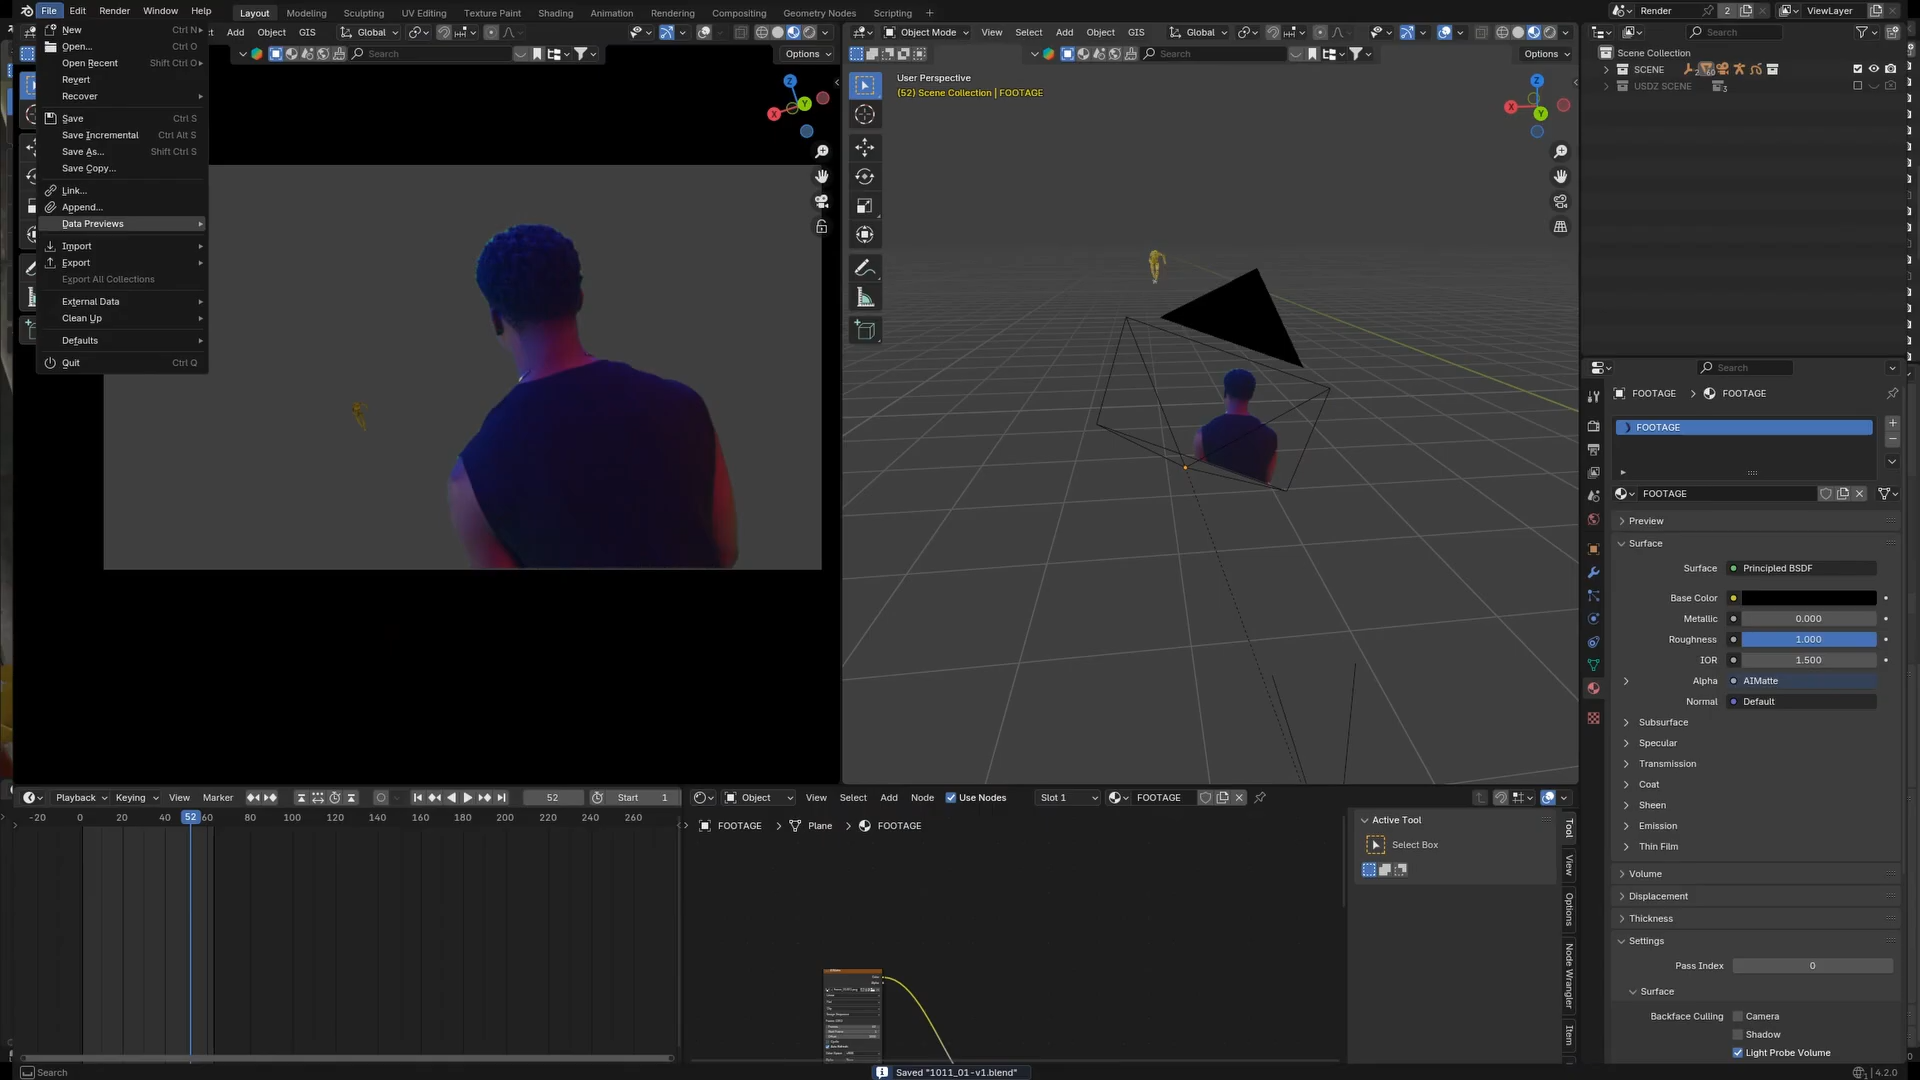 File Edit Render Window Help Layout Modeling Sculpting UV Editing Texture Paint Shading Animation Rendering Compositing Geometry Nodes Scripting + Render 2 ViewLayer
New Ctrl N
Open... Ctrl O
Open Recent Shift Ctrl O
Revert
Recover
Save Ctrl S
Save Incremental Ctrl Alt S
Save As... Shift Ctrl S
Save Copy...
Link...
Append...
Data Previews
Import
Export
Export All Collections
External Data
Clean Up
Defaults
Quit Ctrl Q
Add Object GIS Global
Search Options
Z
Y
X
Object Mode View Select Add Object GIS Global
Search Options
User Perspective
(52) Scene Collection | FOOTAGE
Z
X
Y
Search
Scene Collection
SCENE
USDZ SCENE 3
Search
FOOTAGE > FOOTAGE
FOOTAGE
FOOTAGE
Preview
Surface
Surface Principled BSDF
Base Color
Metallic 0.000
Roughness 1.000
IOR 1.500
Alpha AIMatte
Normal Default
Subsurface
Specular
Transmission
Coat
Sheen
Emission
Thin Film
Volume
Displacement
Thickness
Settings
Pass Index 0
Surface
Backface Culling Camera
Shadow
Light Probe Volume
Playback Keying View Marker 52 Start 1
-20 0 20 40 52 60 80 100 120 140 160 180 200 220 240 260
Object View Select Add Node Use Nodes Slot 1 FOOTAGE
FOOTAGE > Plane > FOOTAGE
Active Tool
Select Box
Tool
View
Options
Node Wrangler
Item
Search
Saved "1011_01-v1.blend"
4.2.0